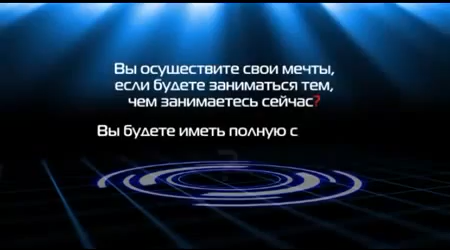 Вы осуществите свои мечты,
если будете заниматься тем,
чем занимаетесь сейчас?
Вы будете иметь полную с